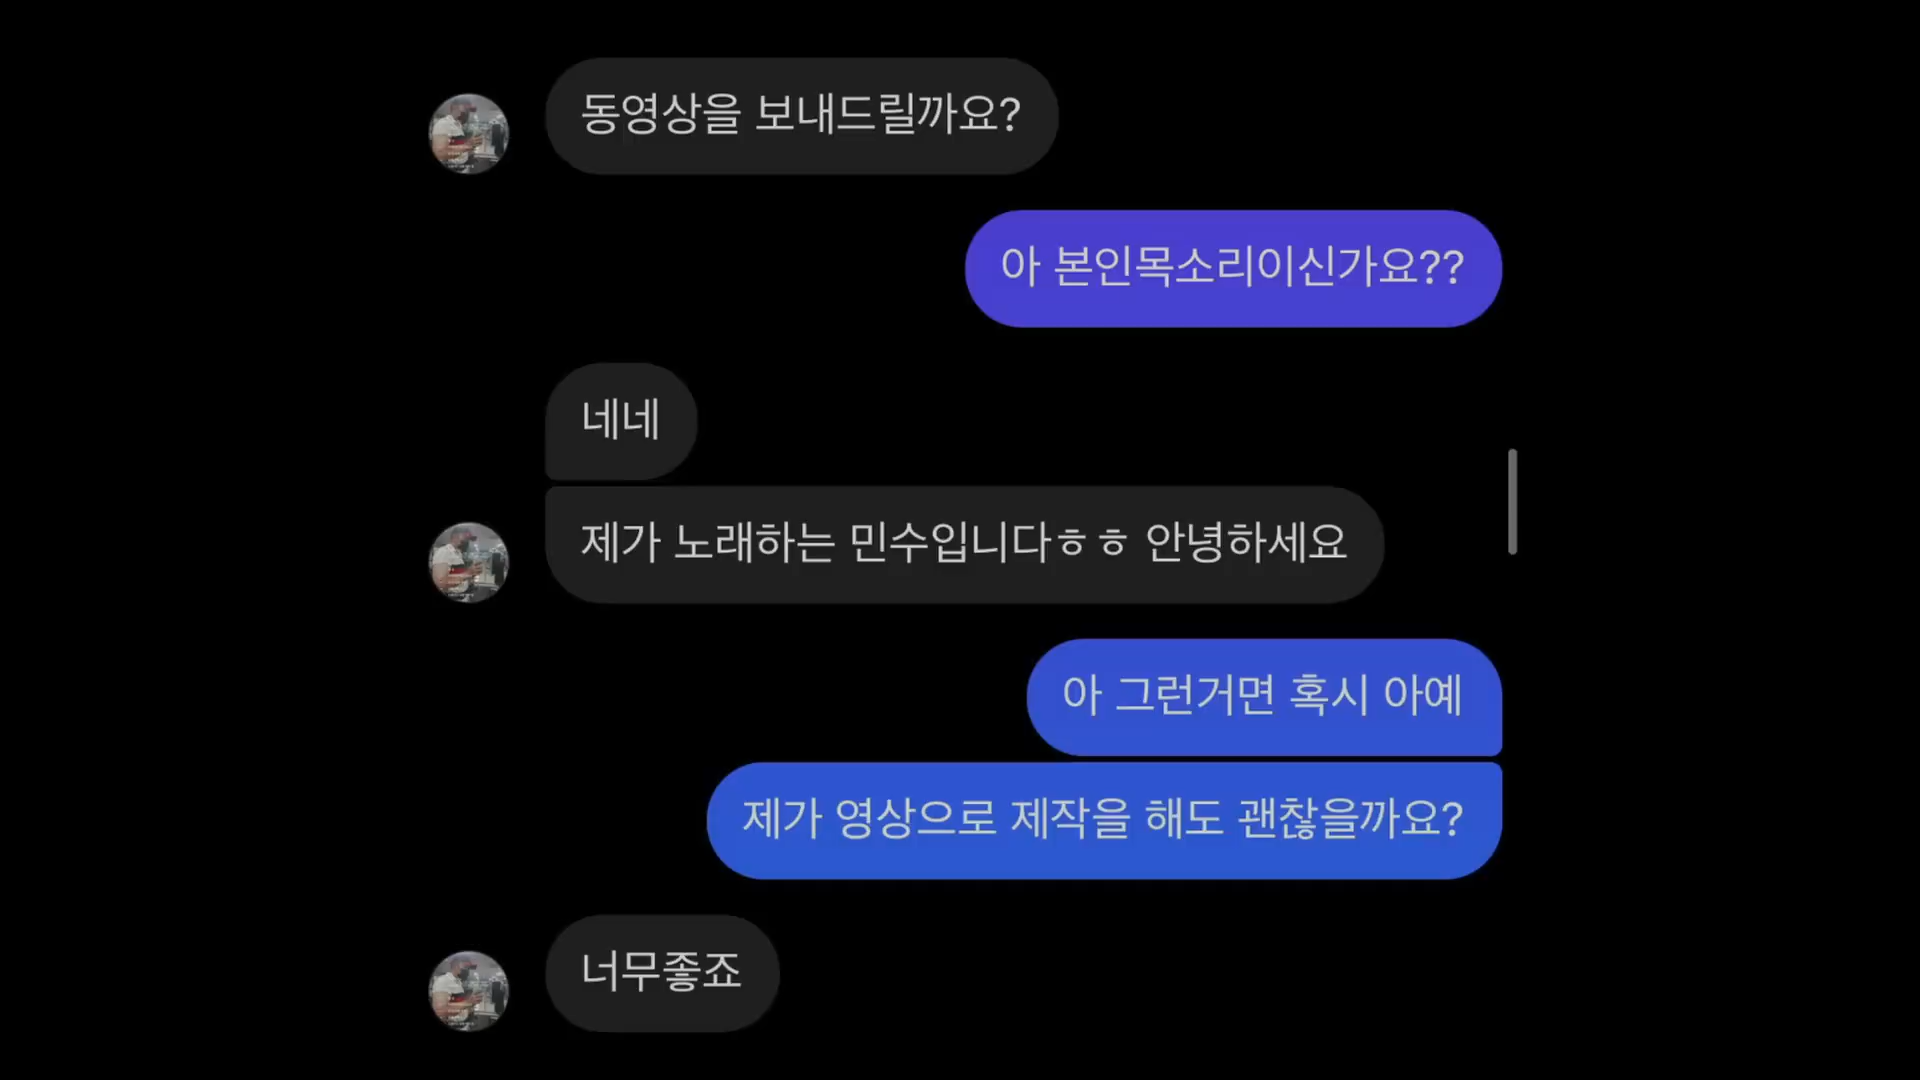 동영상을 보내드릴까요?
아 본인목소리이신가요??
네네
제가 노래하는 민수입니다ㅎㅎ 안녕하세요
아 그런거면 혹시 아예
제가 영상으로 제작을 해도 괜찮을까요?
너무좋죠